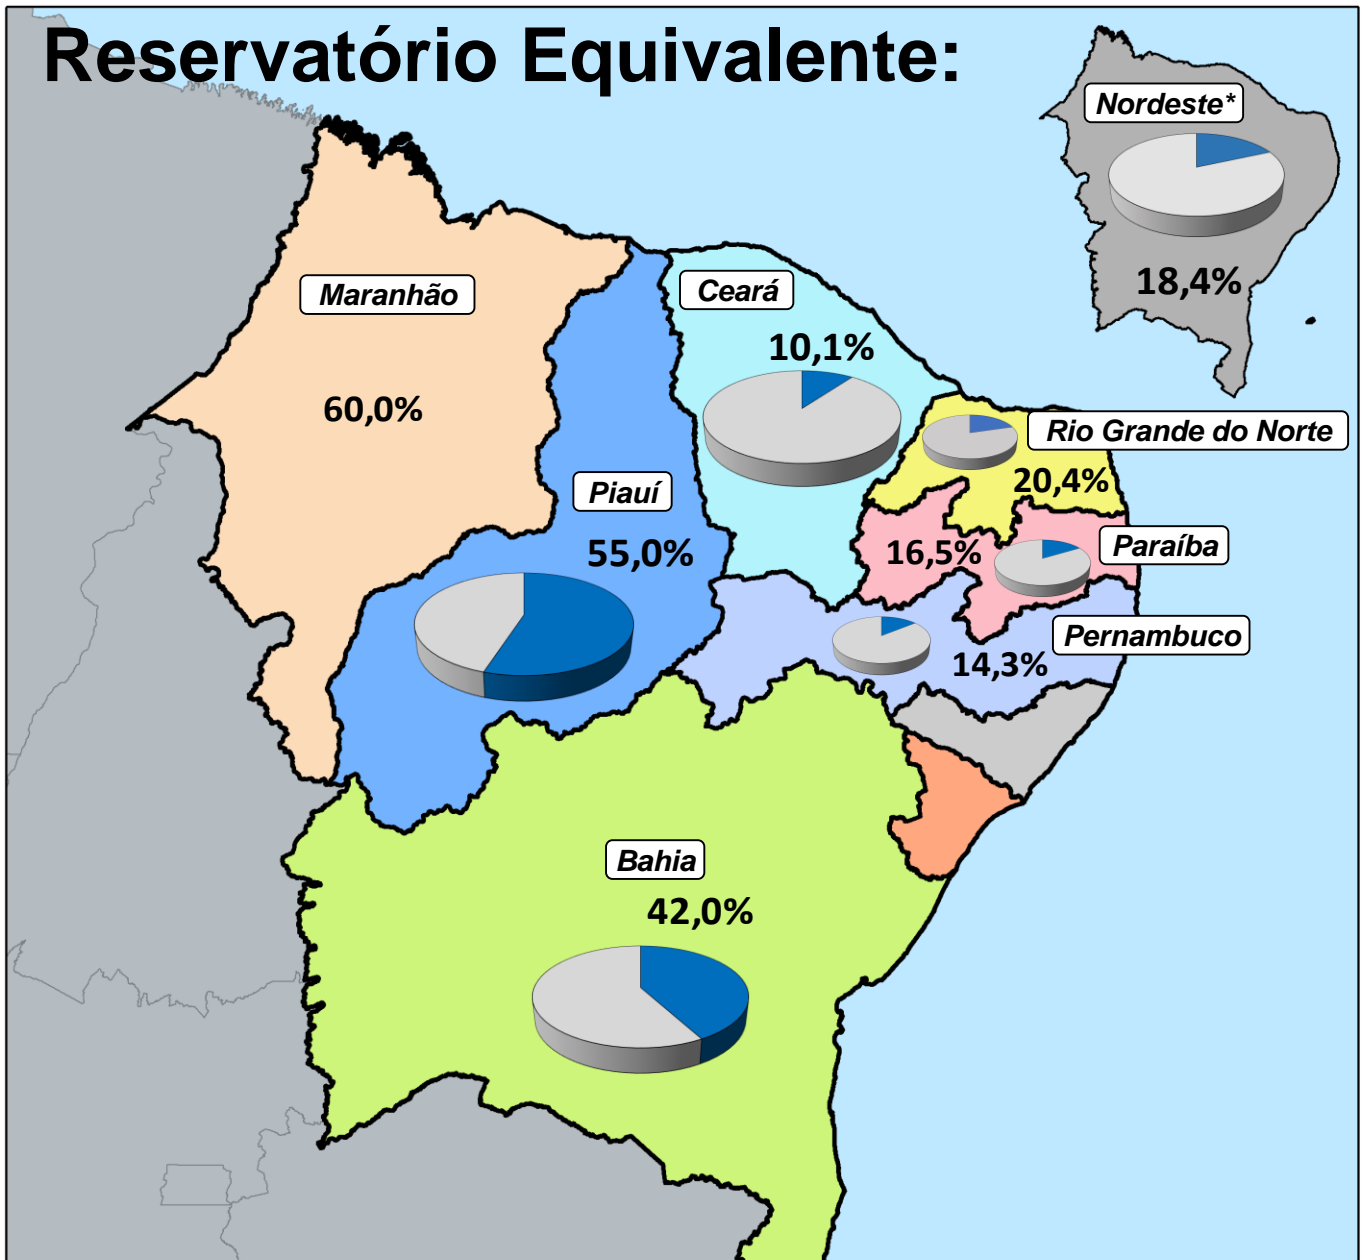 Reservatório Equivalente:
Nordeste*
18,4%
Maranhão
60,0%
Ceará
10,1%
Rio Grande do Norte
20,4%
Piauí
55,0%
Paraíba
16,5%
Pernambuco
14,3%
Bahia
42,0%